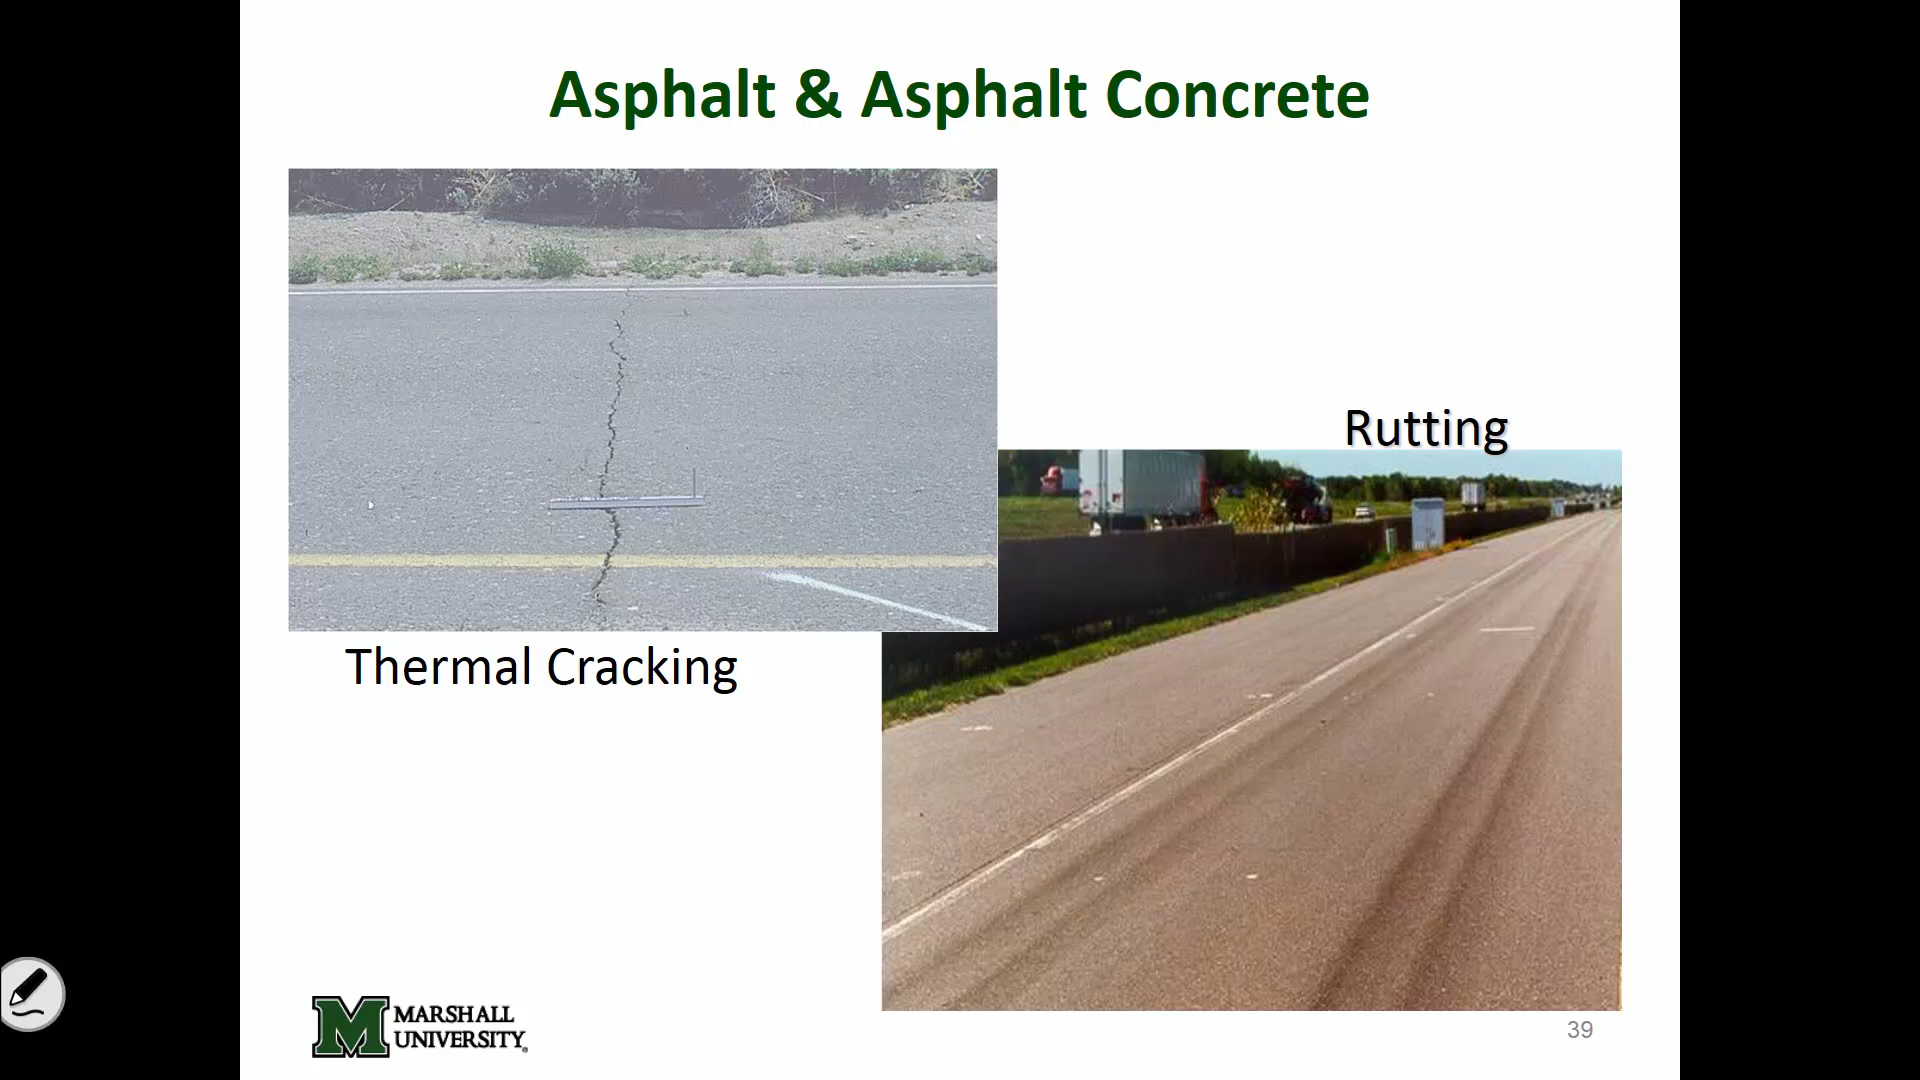 Asphalt & Asphalt Concrete
Rutting
Thermal Cracking
MARSHALL
UNIVERSITY.
39